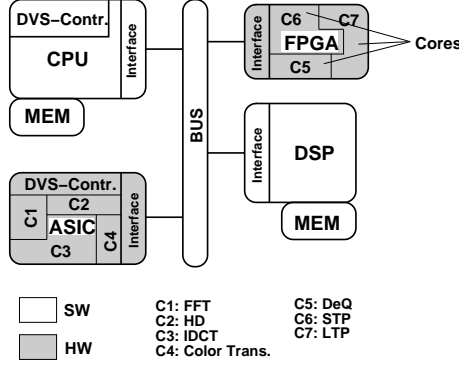 DVS–Contr.
CPU
Interface
MEM
BUS
Interface
C6
C7
FPGA
C5
Cores
Interface
DSP
MEM
DVS–Contr.
C1
C2
ASIC
C3
C4
Interface
SW
HW
C1: FFT
C2: HD
C3: IDCT
C4: Color Trans.
C5: DeQ
C6: STP
C7: LTP